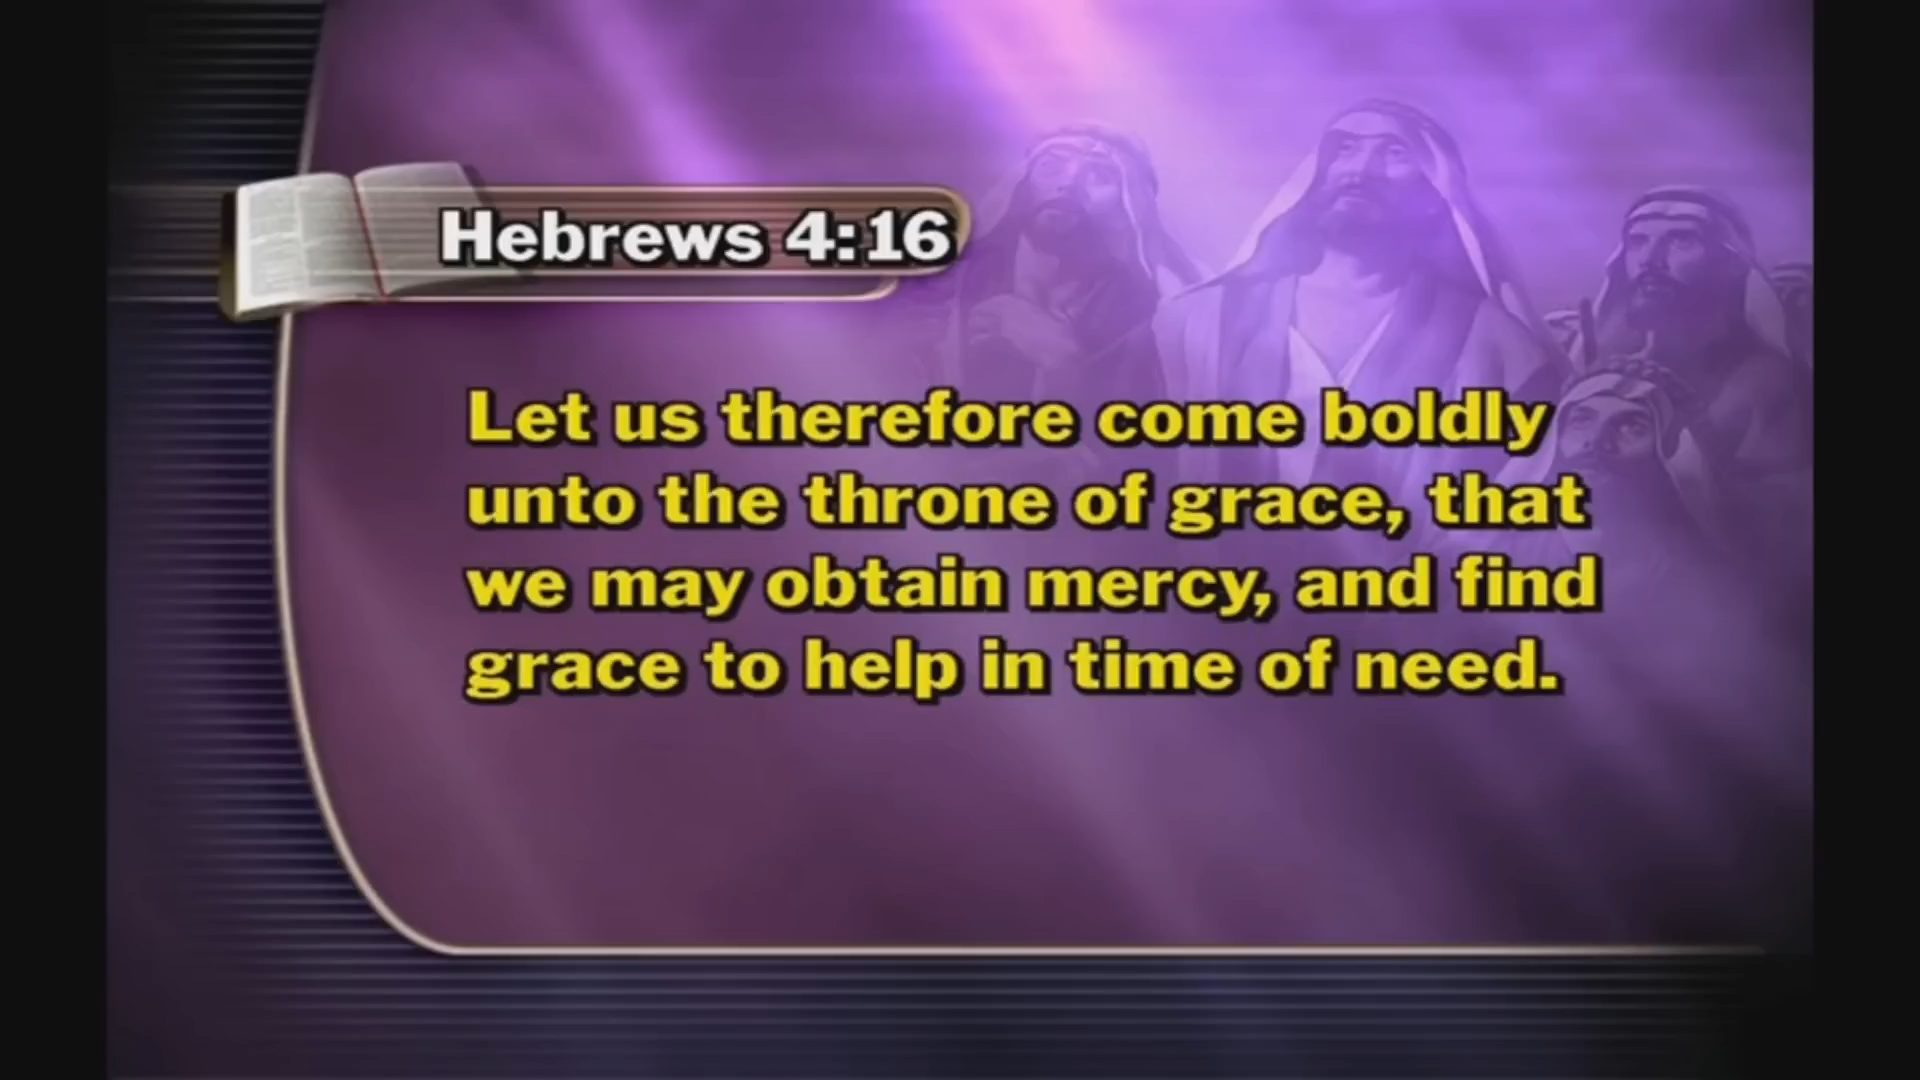 Hebrews 4:16
Let us therefore come boldly
unto the throne of grace, that
we may obtain mercy, and find
grace to help in time of need.